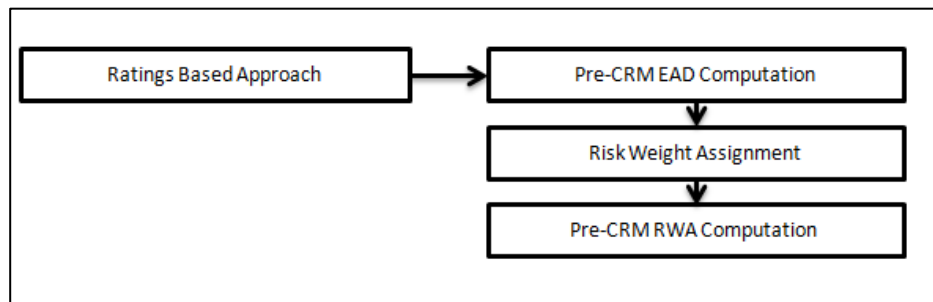 Ratings Based Approach
Pre-CRM EAD Computation
Risk Weight Assignment
Pre-CRM RWA Computation